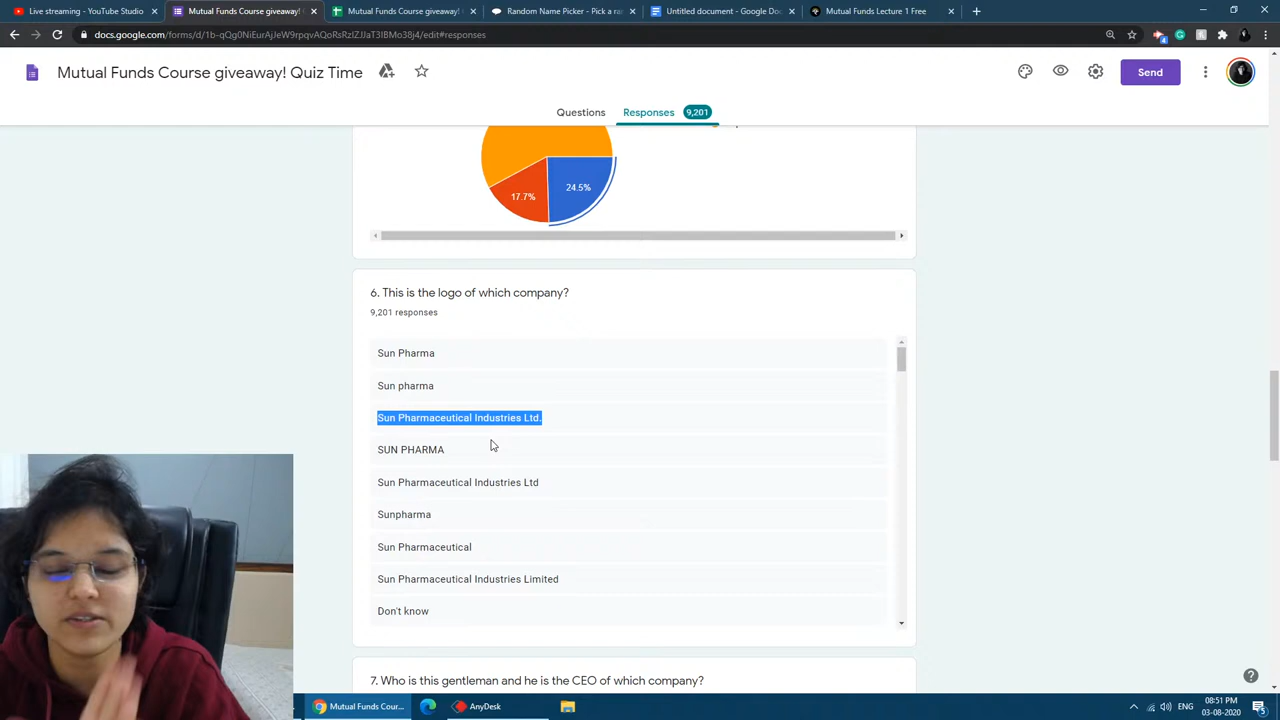 Live streaming - YouTube Studio
Mutual Funds Course giveaway!
Mutual Funds Course giveaway!
Random Name Picker - Pick a ran
Untitled document - Google Doc
Mutual Funds Lecture 1 Free
docs.google.com/forms/d/1b-qQg0NiEurAjJeW9rpqvAQoRsRzlZJJaT3IBMo38j4/edit#responses
Mutual Funds Course giveaway! Quiz Time
Send
Questions
Responses 9,201
17.7%
24.5%
6. This is the logo of which company?
9,201 responses
Sun Pharma
Sun pharma
Sun Pharmaceutical Industries Ltd.
SUN PHARMA
Sun Pharmaceutical Industries Ltd
Sunpharma
Sun Pharmaceutical
Sun Pharmaceutical Industries Limited
Don't know
7. Who is this gentleman and he is the CEO of which company?
Mutual Funds Cour...
AnyDesk
ENG
08:51 PM
03-08-2020